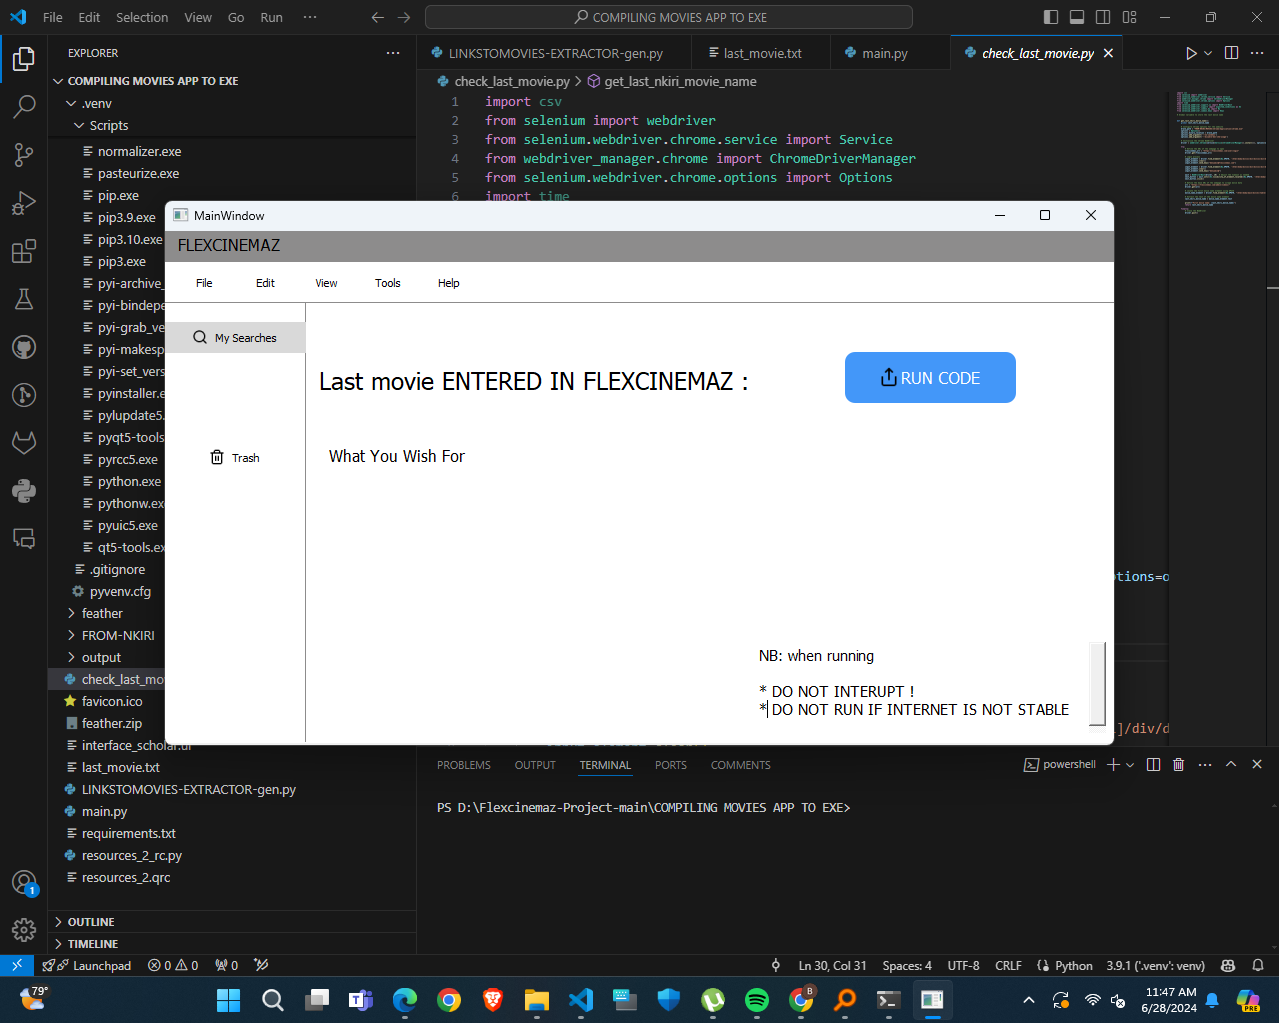 File Edit Selection View Go Run ···
COMPILING MOVIES APP TO EXE
EXPLORER
COMPILING MOVIES APP TO EXE
.venv
Scripts
normalizer.exe
pasteurize.exe
pip.exe
pip3.9.exe
pip3.10.exe
pip3.exe
pyi-archive_
pyi-bindepe
pyi-grab_ve
pyi-makesp
pyi-set_vers
pyinstaller.e
pylupdate5.
pyqt5-tools
pyrcc5.exe
python.exe
pythonw.ex
pyuic5.exe
qt5-tools.ex
.gitignore
pyvenv.cfg
feather
FROM-NKIRI
output
check_last_mo
favicon.ico
feather.zip
interface_scholar.ui
last_movie.txt
LINKSTOMOVIES-EXTRACTOR-gen.py
main.py
requirements.txt
resources_2_rc.py
resources_2.qrc
OUTLINE
TIMELINE
LINKSTOMOVIES-EXTRACTOR-gen.py last_movie.txt main.py check_last_movie.py
check_last_movie.py > get_last_nkiri_movie_name
1 import csv
2 from selenium import webdriver
3 from selenium.webdriver.chrome.service import Service
4 from webdriver_manager.chrome import ChromeDriverManager
5 from selenium.webdriver.chrome.options import Options
6 import time
ptions=o
]/div/d
MainWindow
FLEXCINEMAZ
File Edit View Tools Help
My Searches
Trash
Last movie ENTERED IN FLEXCINEMAZ :
RUN CODE
What You Wish For
NB: when running
* DO NOT INTERUPT !
* DO NOT RUN IF INTERNET IS NOT STABLE
PROBLEMS OUTPUT TERMINAL PORTS COMMENTS
powershell
PS D:\Flexcinemaz-Project-main\COMPILING MOVIES APP TO EXE>
1
Launchpad 0 0 0
Ln 30, Col 31 Spaces: 4 UTF-8 CRLF Python 3.9.1 ('.venv': venv)
79°
B
11:47 AM
6/28/2024
PRE